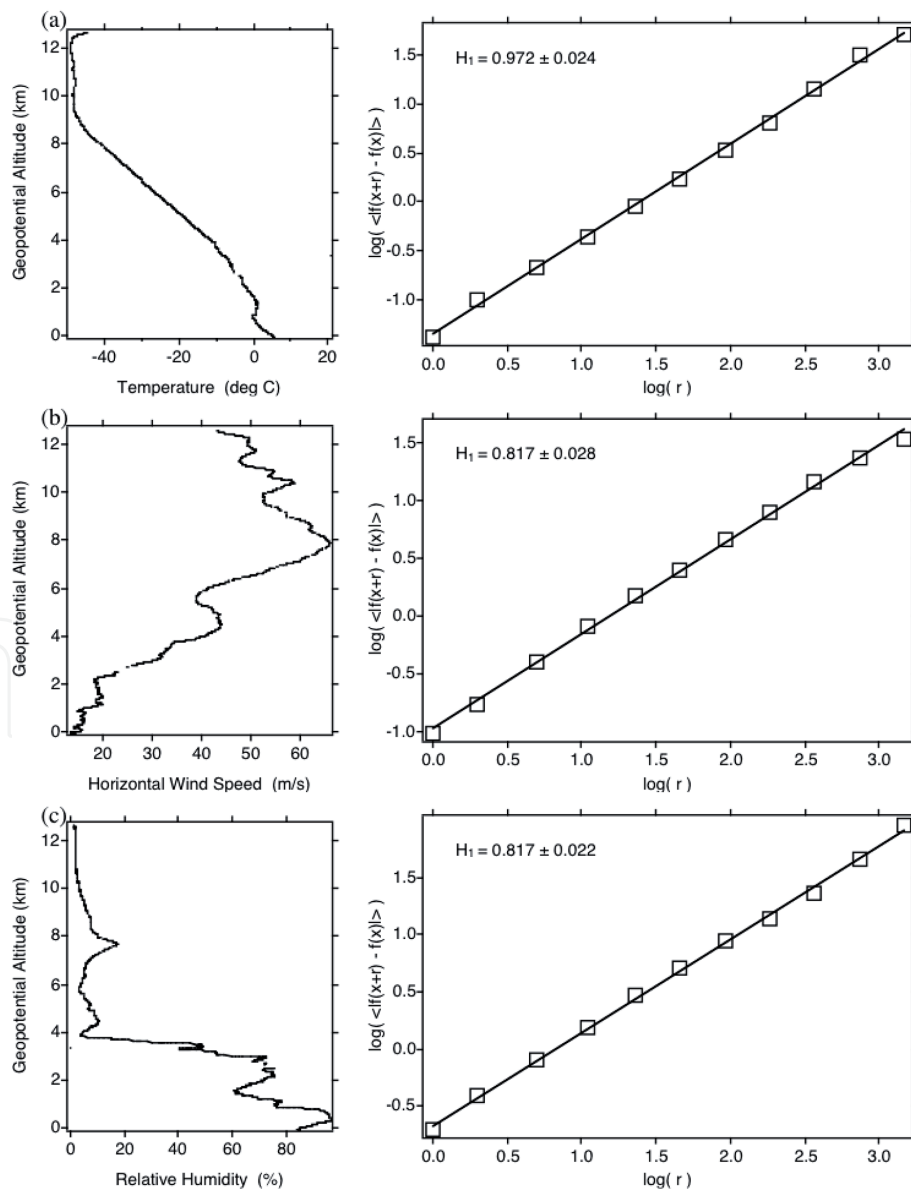 (a)
12
10
8
6
4
2
0
Geopotential Altitude (km)
-40 -20 0 20
Temperature (deg C)
H₁ = 0.972 ± 0.024
1.5
1.0
0.5
0.0
-0.5
-1.0
log( <|f(x+r) - f(x)|> )
0.0 0.5 1.0 1.5 2.0 2.5 3.0
log( r )
(b)
12
10
8
6
4
2
0
Geopotential Altitude (km)
20 30 40 50 60
Horizontal Wind Speed (m/s)
H₁ = 0.817 ± 0.028
1.5
1.0
0.5
0.0
-0.5
-1.0
log( <|f(x+r) - f(x)|> )
0.0 0.5 1.0 1.5 2.0 2.5 3.0
log( r )
(c)
12
10
8
6
4
2
0
Geopotential Altitude (km)
0 20 40 60 80
Relative Humidity (%)
H₁ = 0.817 ± 0.022
1.5
1.0
0.5
0.0
-0.5
log( <|f(x+r) - f(x)|> )
0.0 0.5 1.0 1.5 2.0 2.5 3.0
log( r )